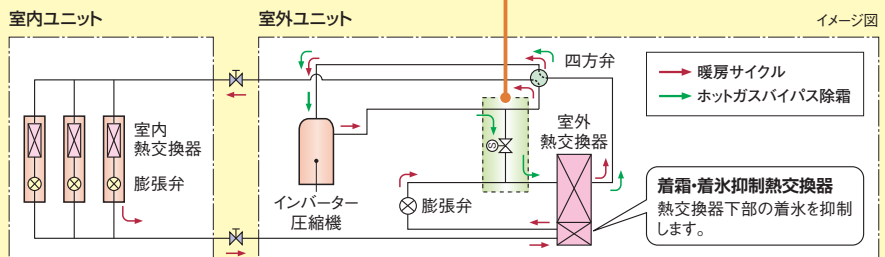 室内ユニット
室外ユニット
イメージ図
四方弁
暖房サイクル
ホットガスバイパス除霜
室内
熱交換器
膨張弁
インバーター
圧縮機
S
室外
熱交換器
膨張弁
着霜・着氷抑制熱交換器
熱交換器下部の着氷を抑制
します。